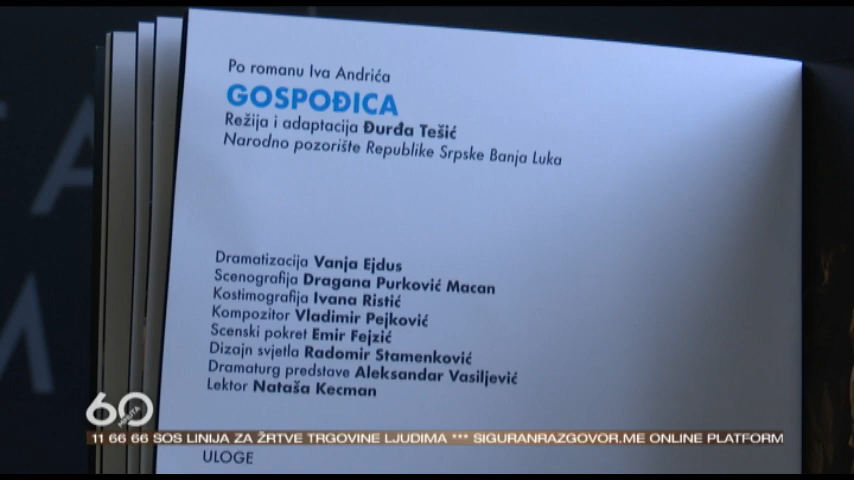 Po romanu Iva Andrića
GOSPOĐICA
Režija i adaptacija Đurđa Tešić
Narodno pozorište Republike Srpske Banja Luka
Dramatizacija Vanja Ejdus
Scenografija Dragana Purković Macan
Kostimografija Ivana Ristić
Kompozitor Vladimir Pejković
Scenski pokret Emir Fejzić
Dizajn svjetla Radomir Stamenković
Dramaturg predstave Aleksandar Vasiljević
Lektor Nataša Kecman
60
MINUTA
11 66 66 SOS LINIJA ZA ŽRTVE TRGOVINE LJUDIMA *** SIGURANRAZGOVOR.ME ONLINE PLATFORM
ULOGE